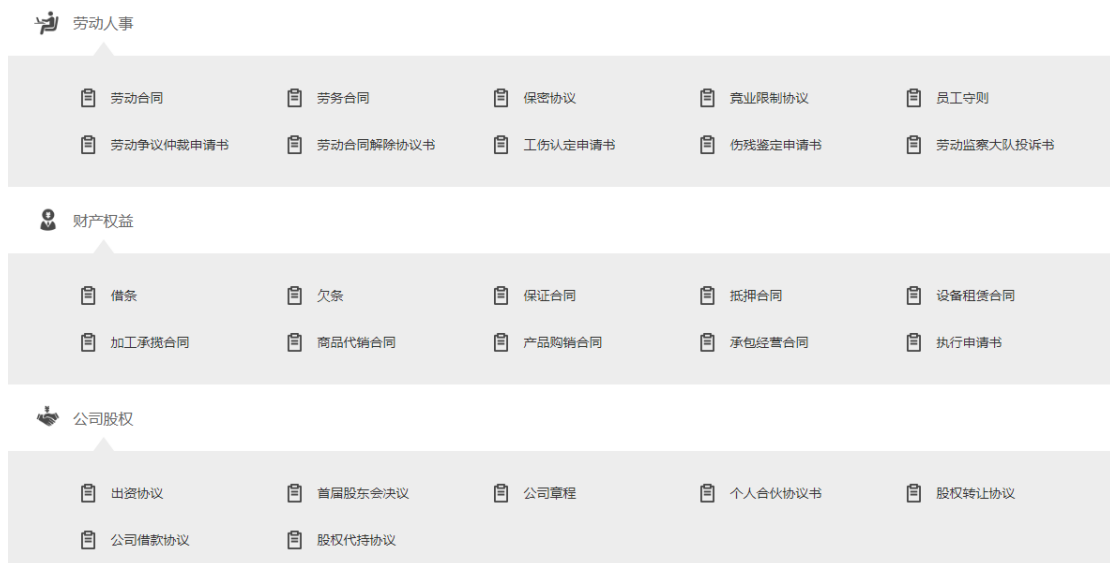 劳动人事
劳动合同 劳务合同 保密协议 竞业限制协议 员工守则
劳动争议仲裁申请书 劳动合同解除协议书 工伤认定申请书 伤残鉴定申请书 劳动监察大队投诉书
财产权益
借条 欠条 保证合同 抵押合同 设备租赁合同
加工承揽合同 商品代销合同 产品购销合同 承包经营合同 执行申请书
公司股权
出资协议 首届股东会决议 公司章程 个人合伙协议书 股权转让协议
公司借款协议 股权代持协议